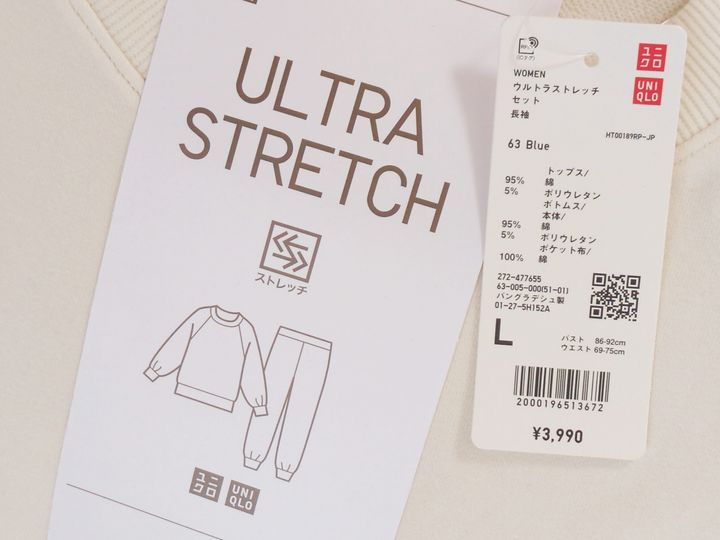 ULTRA
STRETCH
ストレッチ
ユニ
クロ
UNI
QLO
RFID
(ICタグ)
ユニ
クロ
UNI
QLO
WOMEN
ウルトラストレッチ
セット
長袖
HT00189RP-JP
63 Blue
トップス/
95% 綿
5% ポリウレタン
ボトムス/
本体/
95% 綿
5% ポリウレタン
ポケット布/
100% 綿
272-477655
63-005-000(51-01)
バングラデシュ製
01-27-5H152A
L
バスト 86-92cm
ウエスト 69-75cm
2000196513672
¥3,990